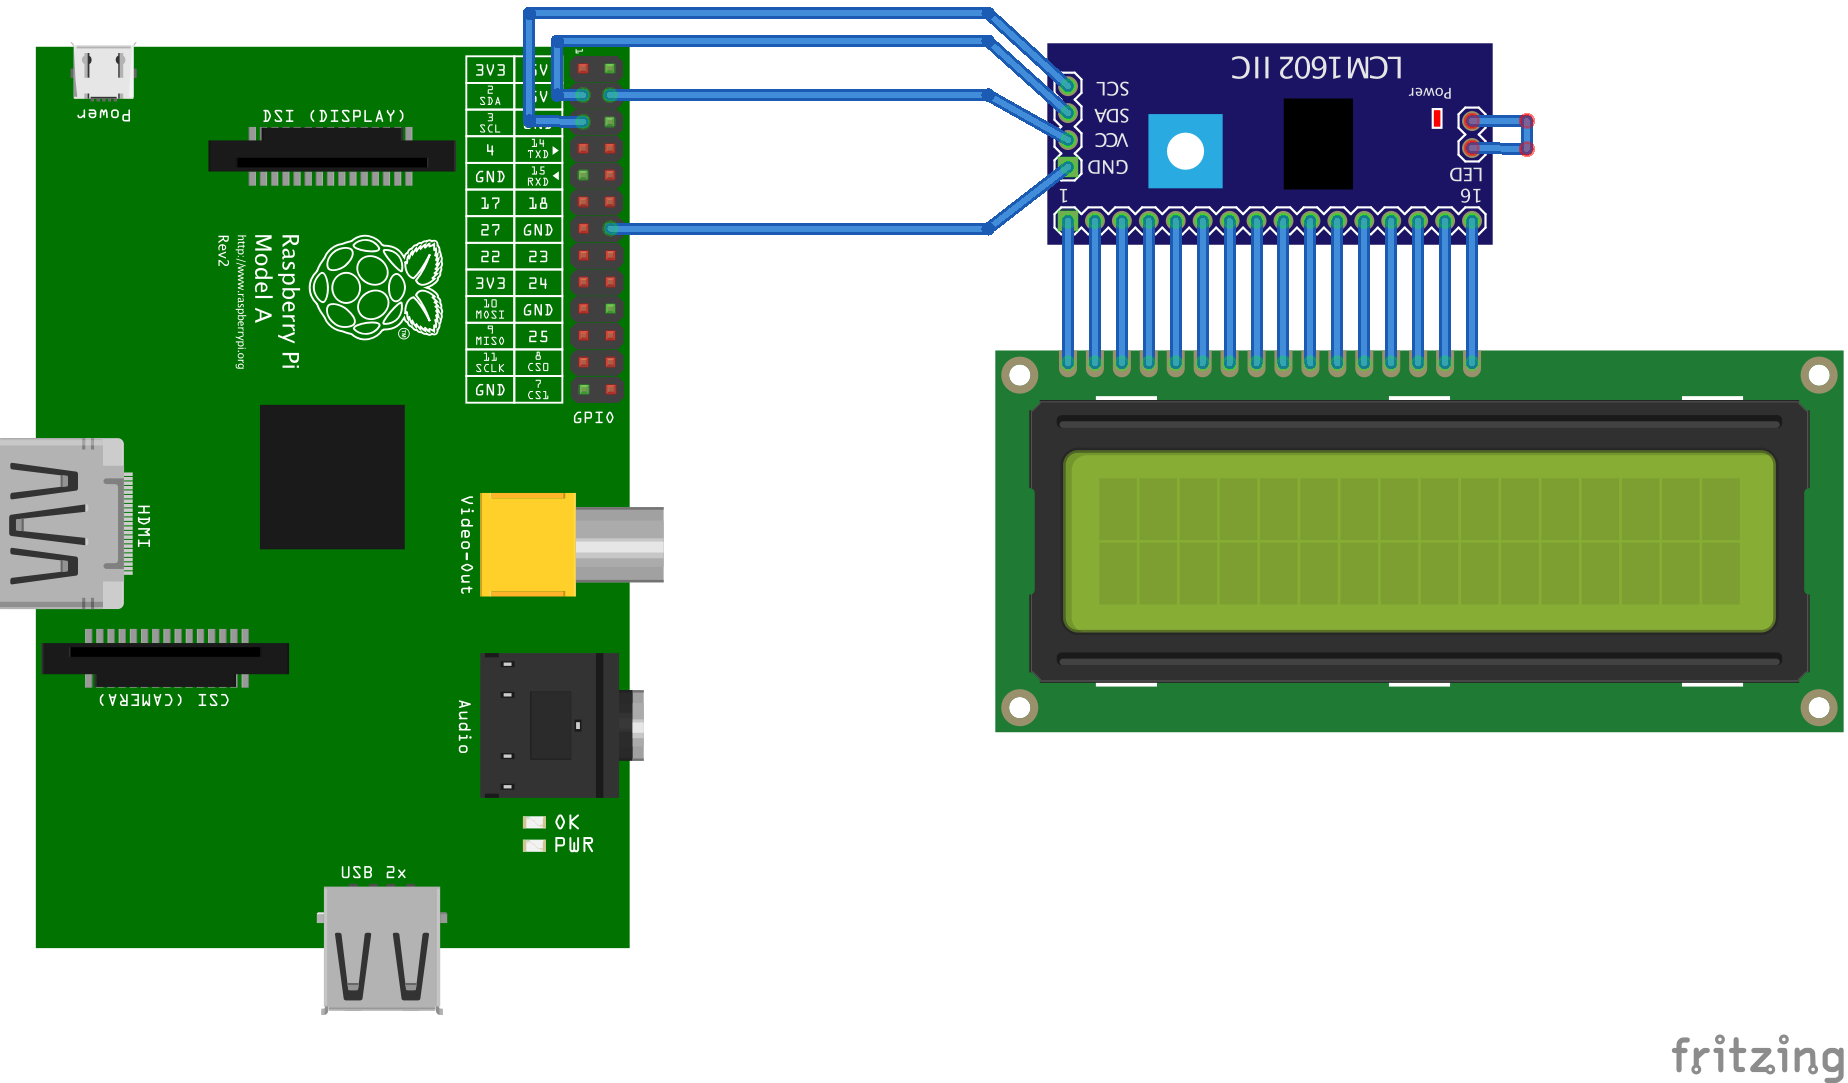 Power
DSI (DISPLAY)
1
3V3 5V
2 SDA 5V
3 SCL GND
4 14 TXD
GND 15 RXD
17 18
27 GND
22 23
3V3 24
10 MOSI GND
9 MISO 25
11 SCLK 8 CS0
GND 7 CS1
GPIO
Raspberry Pi
Model A
http://www.raspberrypi.org
Rev2
HDMI
Video-Out
CSI (CAMERA)
Audio
OK
PWR
USB 2x
LCM1602 IIC
SCL
SDA
VCC
GND
Power
LED
1
16
fritzing